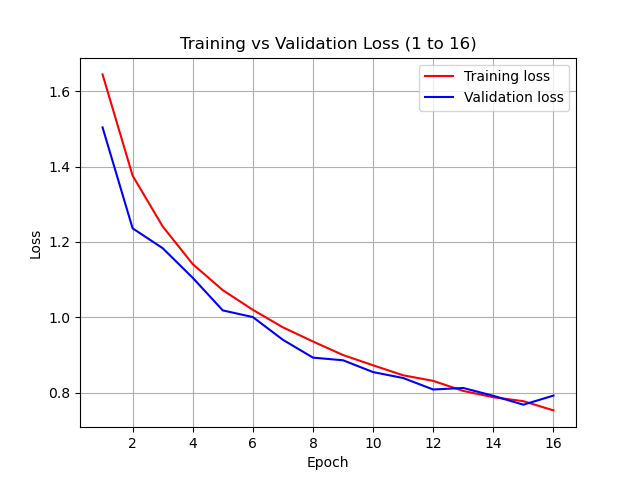 Training vs Validation Loss (1 to 16)
Training loss
Validation loss
1.6
1.4
1.2
1.0
0.8
Loss
2 4 6 8 10 12 14 16
Epoch